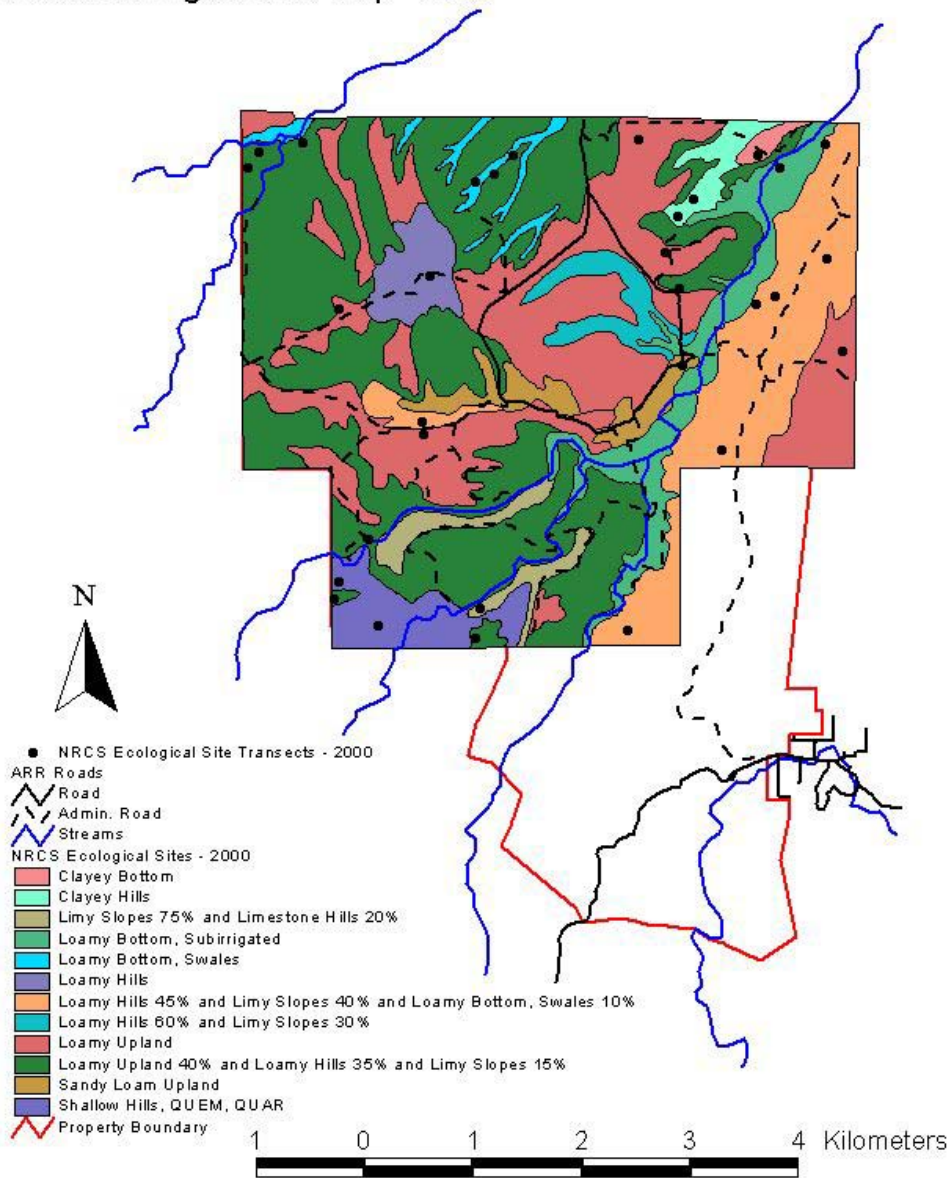 N
NRCS Ecological Site Transects - 2000
ARR Roads
Road
Admin. Road
Streams
NRCS Ecological Sites - 2000
Clayey Bottom
Clayey Hills
Limy Slopes 75% and Limestone Hills 20%
Loamy Bottom, Subirrigated
Loamy Bottom, Swales
Loamy Hills
Loamy Hills 45% and Limy Slopes 40% and Loamy Bottom, Swales 10%
Loamy Hills 60% and Limy Slopes 30%
Loamy Upland
Loamy Upland 40% and Loamy Hills 35% and Limy Slopes 15%
Sandy Loam Upland
Shallow Hills, QUEM, QUAR
Property Boundary
1 0 1 2 3 4 Kilometers